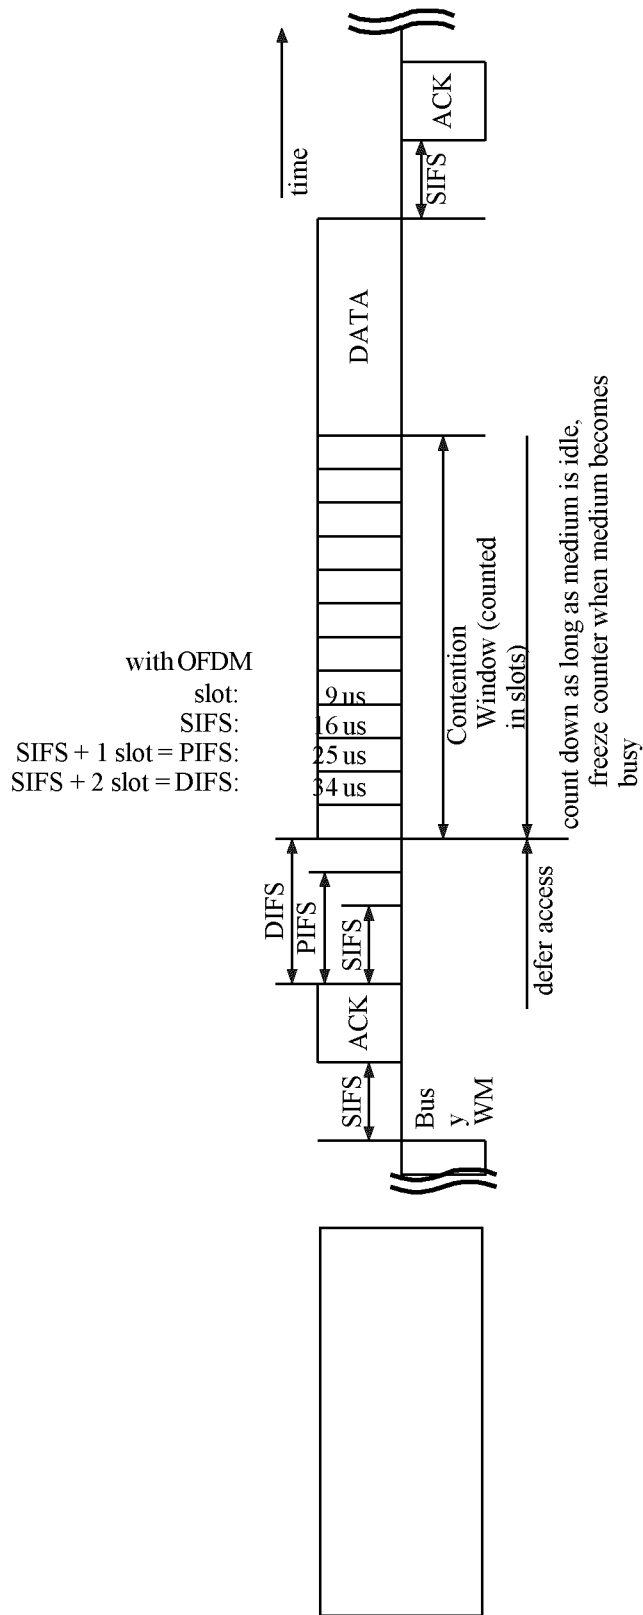 time
ACK
SIFS
DATA
count down as long as medium is idle,
freeze counter when medium becomes
busy
Contention
Window (counted
in slots)
with OFDM
slot: 9 us
SIFS: 16 us
SIFS + 1 slot = PIFS: 25 us
SIFS + 2 slot = DIFS: 34 us
DIFS
PIFS
SIFS
defer access
ACK
SIFS
Bus
y
WM